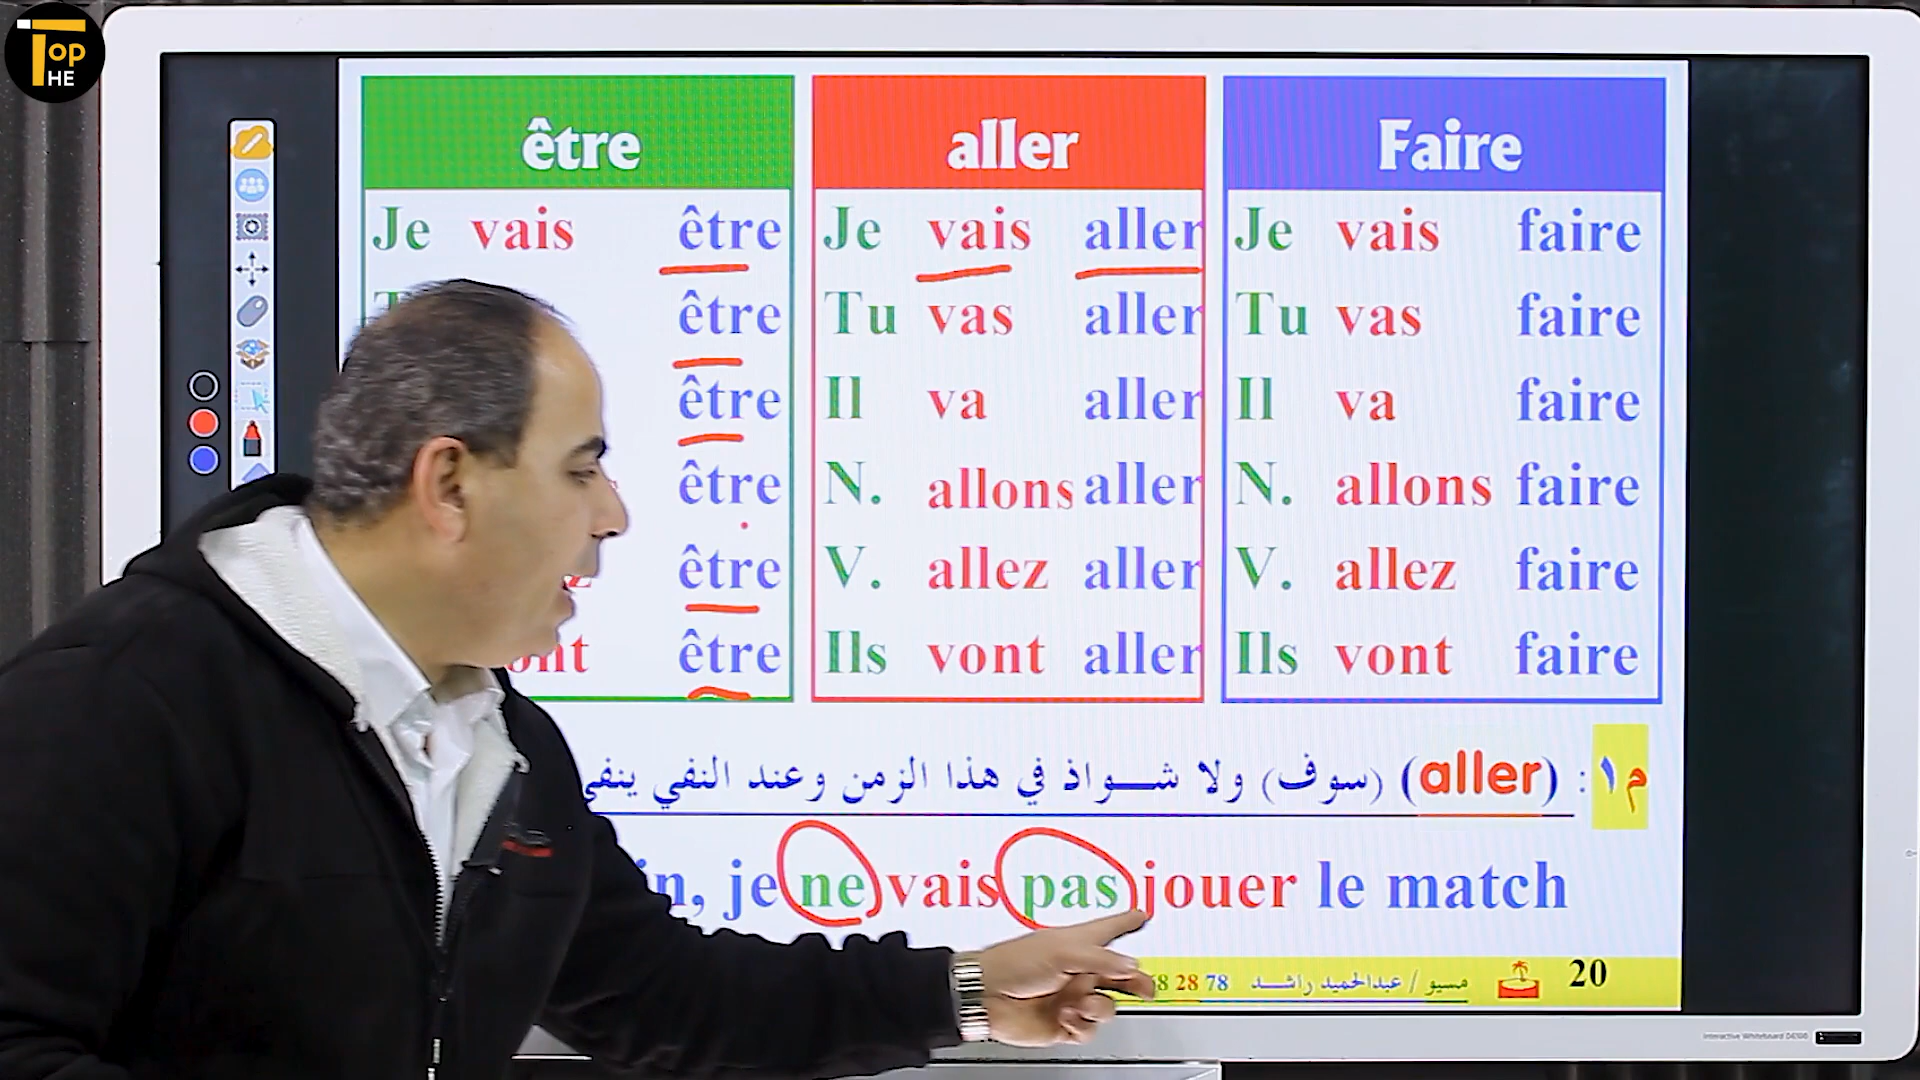 TOP
THE
être
aller
Faire
Je vais être
être
être
être
être
être
Je vais aller
Tu vas aller
Il va aller
N. allons aller
V. allez aller
Ils vont aller
Je vais faire
Tu vas faire
Il va faire
N. allons faire
V. allez faire
Ils vont faire
م١ : (aller) (سوف) ولا شواذ في هذا الزمن وعند النفي
je ne vais pas jouer le match
28 78 مسيو / عبدالحميد راشد 20